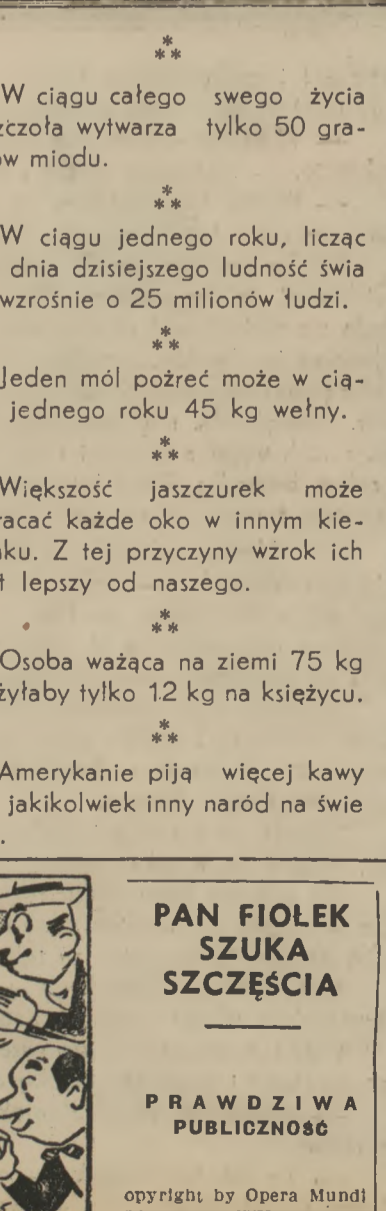 *
**
W ciągu całego swego życia
zczoła wytwarza tylko 50 gra-
ów miodu.
*
**
W ciągu jednego roku, licząc
dnia dzisiejszego ludność świa
wzrośnie o 25 milionów ludzi.
*
**
Jeden mól pożreć może w cią-
jednego roku 45 kg wełny.
*
**
Większość jaszczurek może
racać każde oko w innym kie-
nku. Z tej przyczyny wzrok ich
t lepszy od naszego.
*
**
Osoba ważąca na ziemi 75 kg
żyłaby tylko 12 kg na księżycu.
*
**
Amerykanie piją więcej kawy
jakikolwiek inny naród na świe
.
PAN FIOŁEK
SZUKA
SZCZĘŚCIA
PRAWDZIWA
PUBLICZNOŚĆ
opyright by Opera Mundi